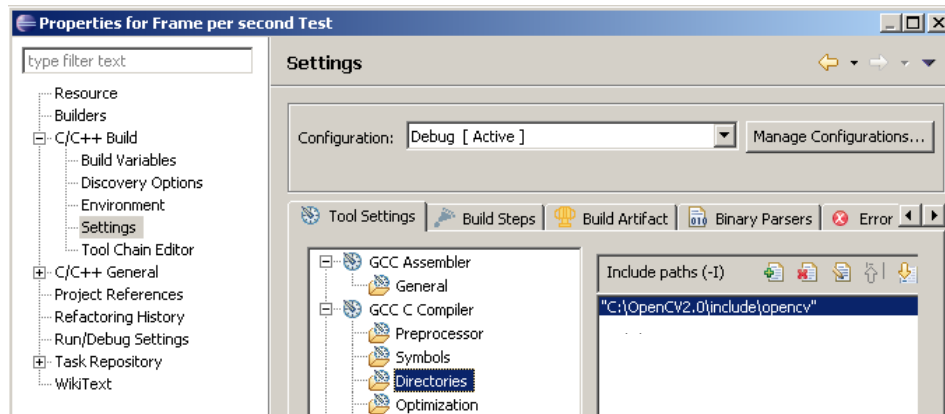 Properties for Frame per second Test
type filter text
Resource
Builders
C/C++ Build
Build Variables
Discovery Options
Environment
Settings
Tool Chain Editor
C/C++ General
Project References
Refactoring History
Run/Debug Settings
Task Repository
WikiText
Settings
Configuration: Debug [ Active ] Manage Configurations...
Tool Settings Build Steps Build Artifact Binary Parsers Error
GCC Assembler
General
GCC C Compiler
Preprocessor
Symbols
Directories
Optimization
Include paths (-I)
"C:\OpenCV2.0\include\opencv"